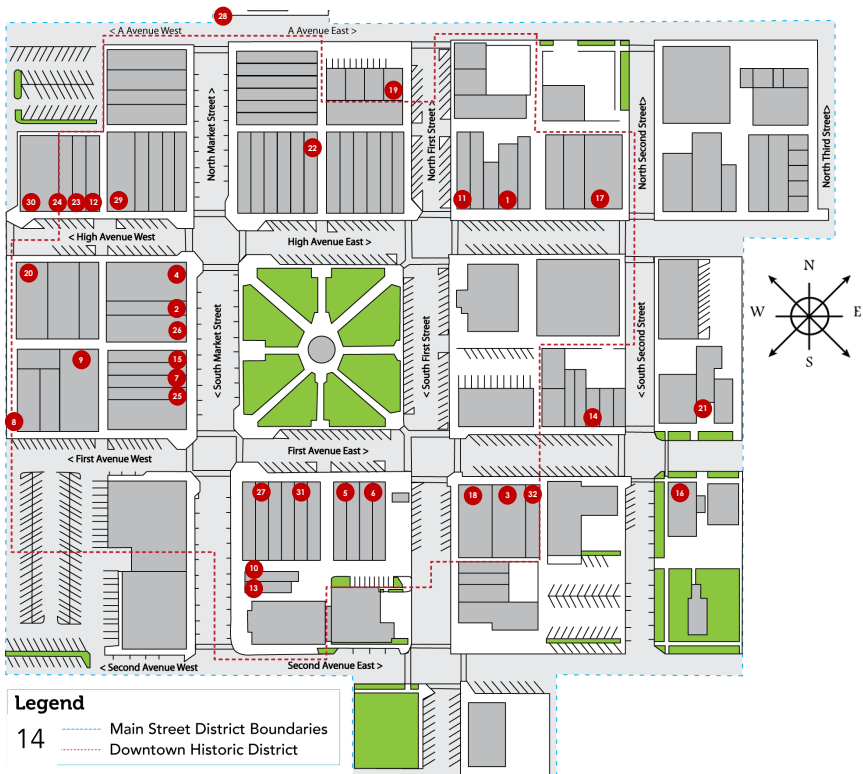 28
< A Avenue West
A Avenue East >
19
North Market Street >
North First Street >
North Second Street>
North Third Street>
22
30
24
23
12
29
11
1
17
< High Avenue West
High Avenue East >
20
4
2
26
9
15
7
25
8
< South Market Street
< South First Street
< South Second Street
N
W
E
S
14
21
< First Avenue West
First Avenue East >
27
31
5
6
18
3
32
16
10
13
< Second Avenue West
Second Avenue East >
Legend
14
Main Street District Boundaries
Downtown Historic District